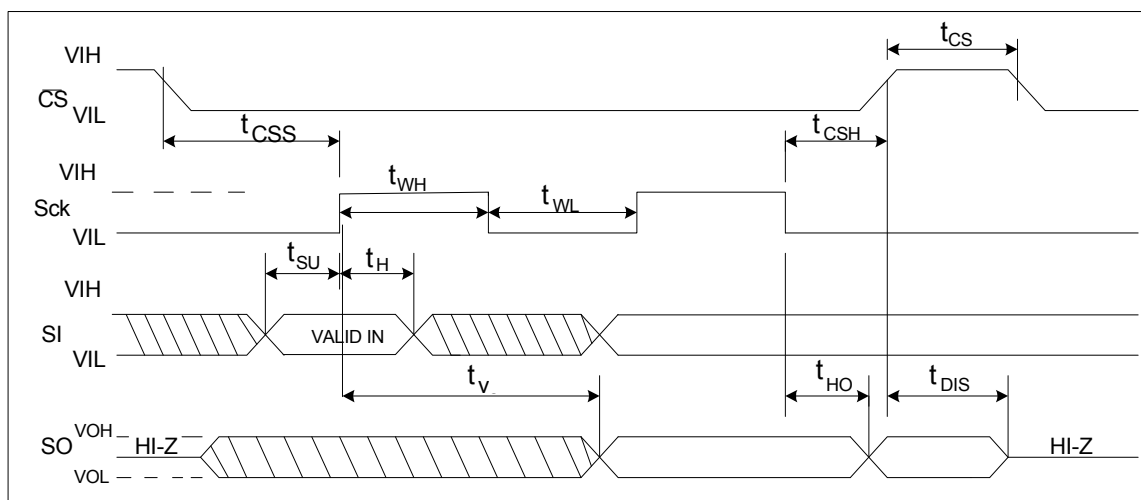 VIH
tCS
CS
VIL
tCSS
tCSH
VIH
tWH
Sck
tWL
VIL
tSU
tH
VIH
SI
VALID IN
VIL
tV
tHO
tDIS
VOH
SO
HI-Z
HI-Z
VOL